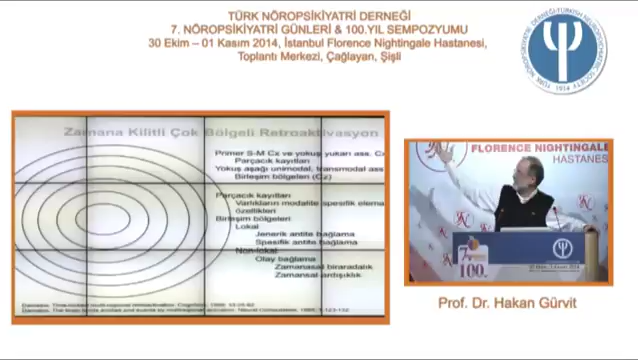 TÜRK NÖROPSİKİYATRİ DERNEĞİ
7. NÖROPSİKİYATRİ GÜNLERİ & 100.YIL SEMPOZYUMU
30 Ekim – 01 Kasım 2014, İstanbul Florence Nightingale Hastanesi,
Toplantı Merkezi, Çağlayan, Şişli
Zamana Kilitli Çok Bölgeli Retroaktivasyon
Primer S-M Cx ve yokuş yukarı ass. Cx
Parçacık kayıtları
Yokuş aşağı unimodal, transmodal ass
Birleşim bölgeleri (Cz)
Parçacık kayıtları
Varlıkların modalite spesifik elema
özellikleri
Birleşim bölgeleri
Lokal
Jenerik antite bağlama
Spesifik antite bağlama
Non-lokal
Olay bağlama
Zamansal biraradalık
Zamansal ardışıklık
FLORENCE NIGHTINGALE
HASTANES
100.
Prof. Dr. Hakan Gürvit